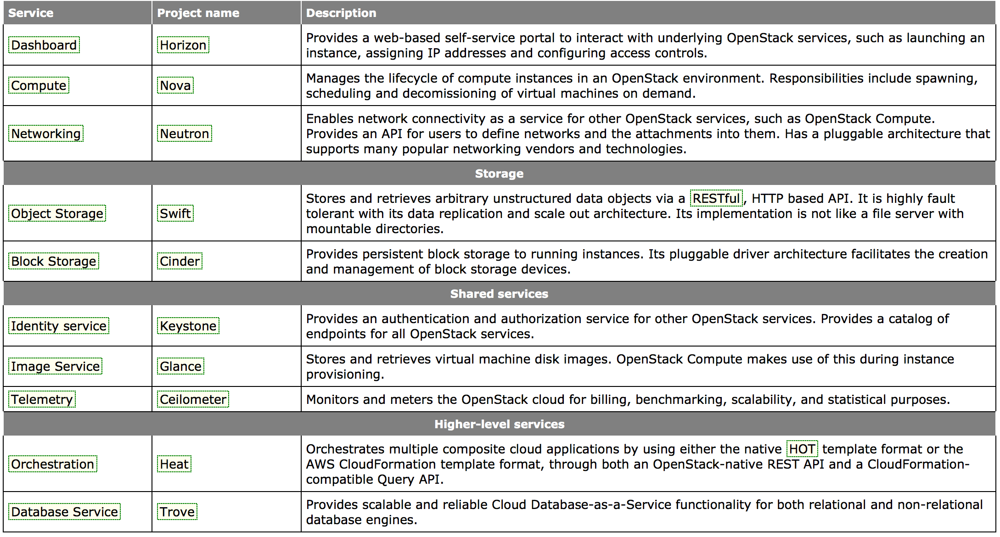 Service Project name Description
Dashboard Horizon Provides a web-based self-service portal to interact with underlying OpenStack services, such as launching an
instance, assigning IP addresses and configuring access controls.
Compute Nova Manages the lifecycle of compute instances in an OpenStack environment. Responsibilities include spawning,
scheduling and decomissioning of virtual machines on demand.
Networking Neutron Enables network connectivity as a service for other OpenStack services, such as OpenStack Compute.
Provides an API for users to define networks and the attachments into them. Has a pluggable architecture that
supports many popular networking vendors and technologies.
Storage
Object Storage Swift Stores and retrieves arbitrary unstructured data objects via a RESTful, HTTP based API. It is highly fault
tolerant with its data replication and scale out architecture. Its implementation is not like a file server with
mountable directories.
Block Storage Cinder Provides persistent block storage to running instances. Its pluggable driver architecture facilitates the creation
and management of block storage devices.
Shared services
Identity service Keystone Provides an authentication and authorization service for other OpenStack services. Provides a catalog of
endpoints for all OpenStack services.
Image Service Glance Stores and retrieves virtual machine disk images. OpenStack Compute makes use of this during instance
provisioning.
Telemetry Ceilometer Monitors and meters the OpenStack cloud for billing, benchmarking, scalability, and statistical purposes.
Higher-level services
Orchestration Heat Orchestrates multiple composite cloud applications by using either the native HOT template format or the
AWS CloudFormation template format, through both an OpenStack-native REST API and a CloudFormation-
compatible Query API.
Database Service Trove Provides scalable and reliable Cloud Database-as-a-Service functionality for both relational and non-relational
database engines.